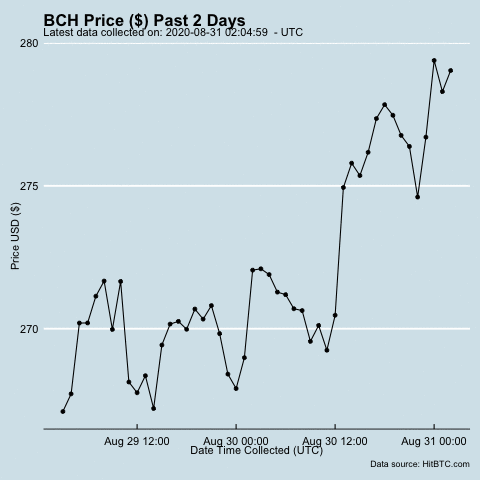 BCH Price ($) Past 2 Days
Latest data collected on: 2020-08-31 02:04:59 - UTC
280
275
270
Price USD ($)
Aug 29 12:00 Aug 30 00:00 Aug 30 12:00 Aug 31 00:00
Date Time Collected (UTC)
Data source: HitBTC.com